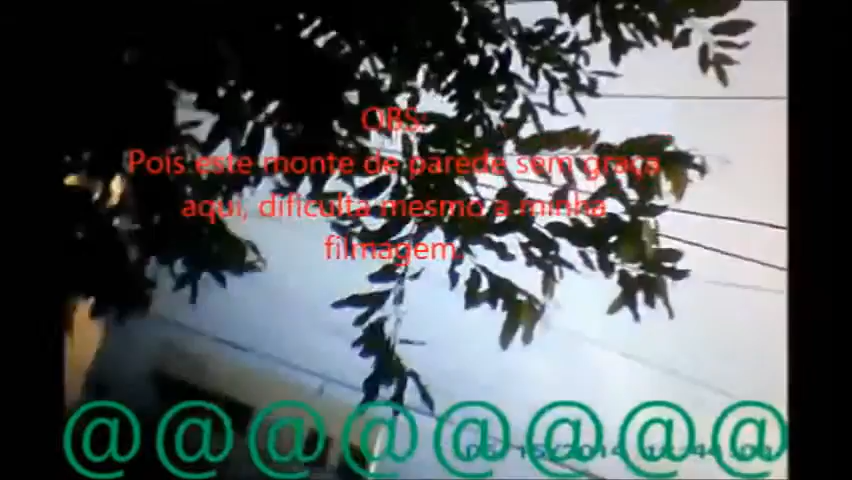 OBS:
Pois este monte de parede sem graça
aqui, dificulta mesmo a minha
filmagem.
@@@@@@@@